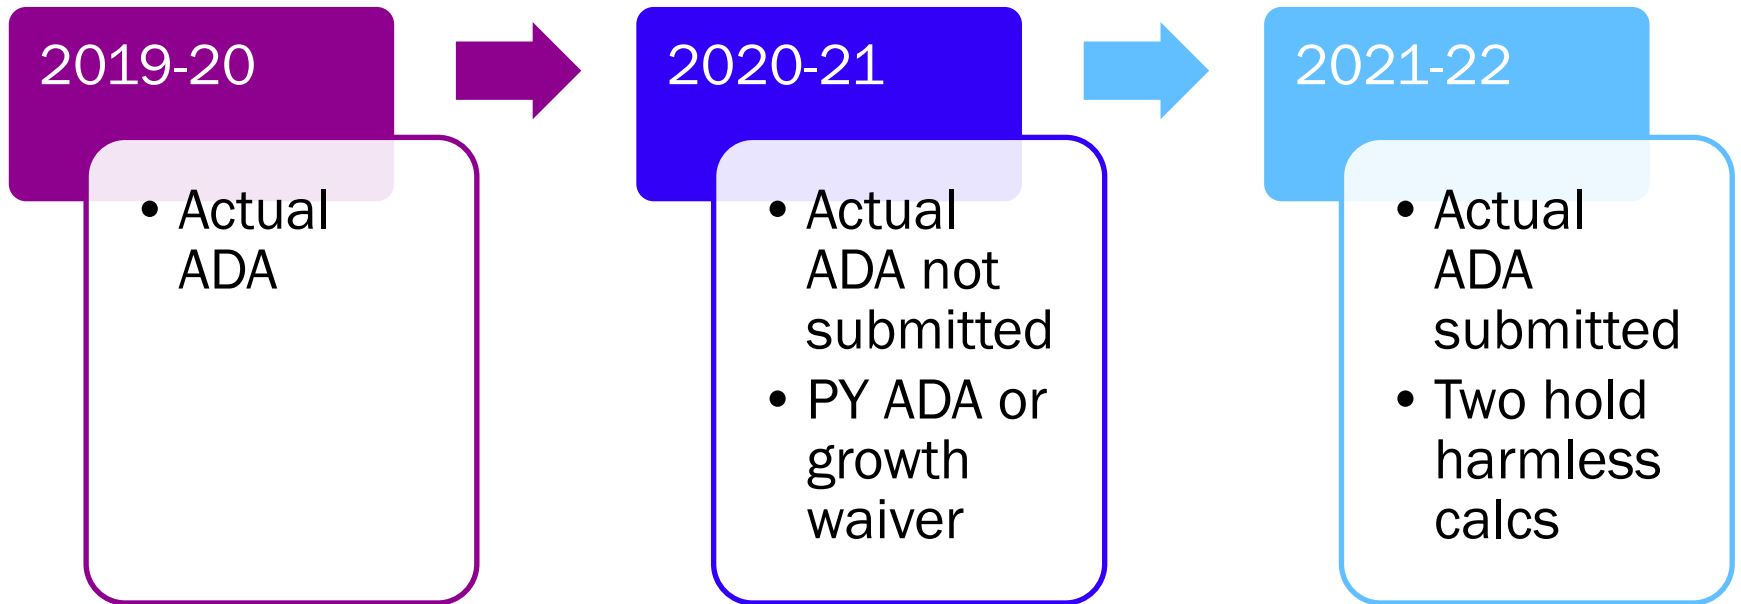 2019-20
• Actual
ADA
2020-21
• Actual
ADA not
submitted
• PY ADA or
growth
waiver
2021-22
• Actual
ADA
submitted
• Two hold
harmless
calcs